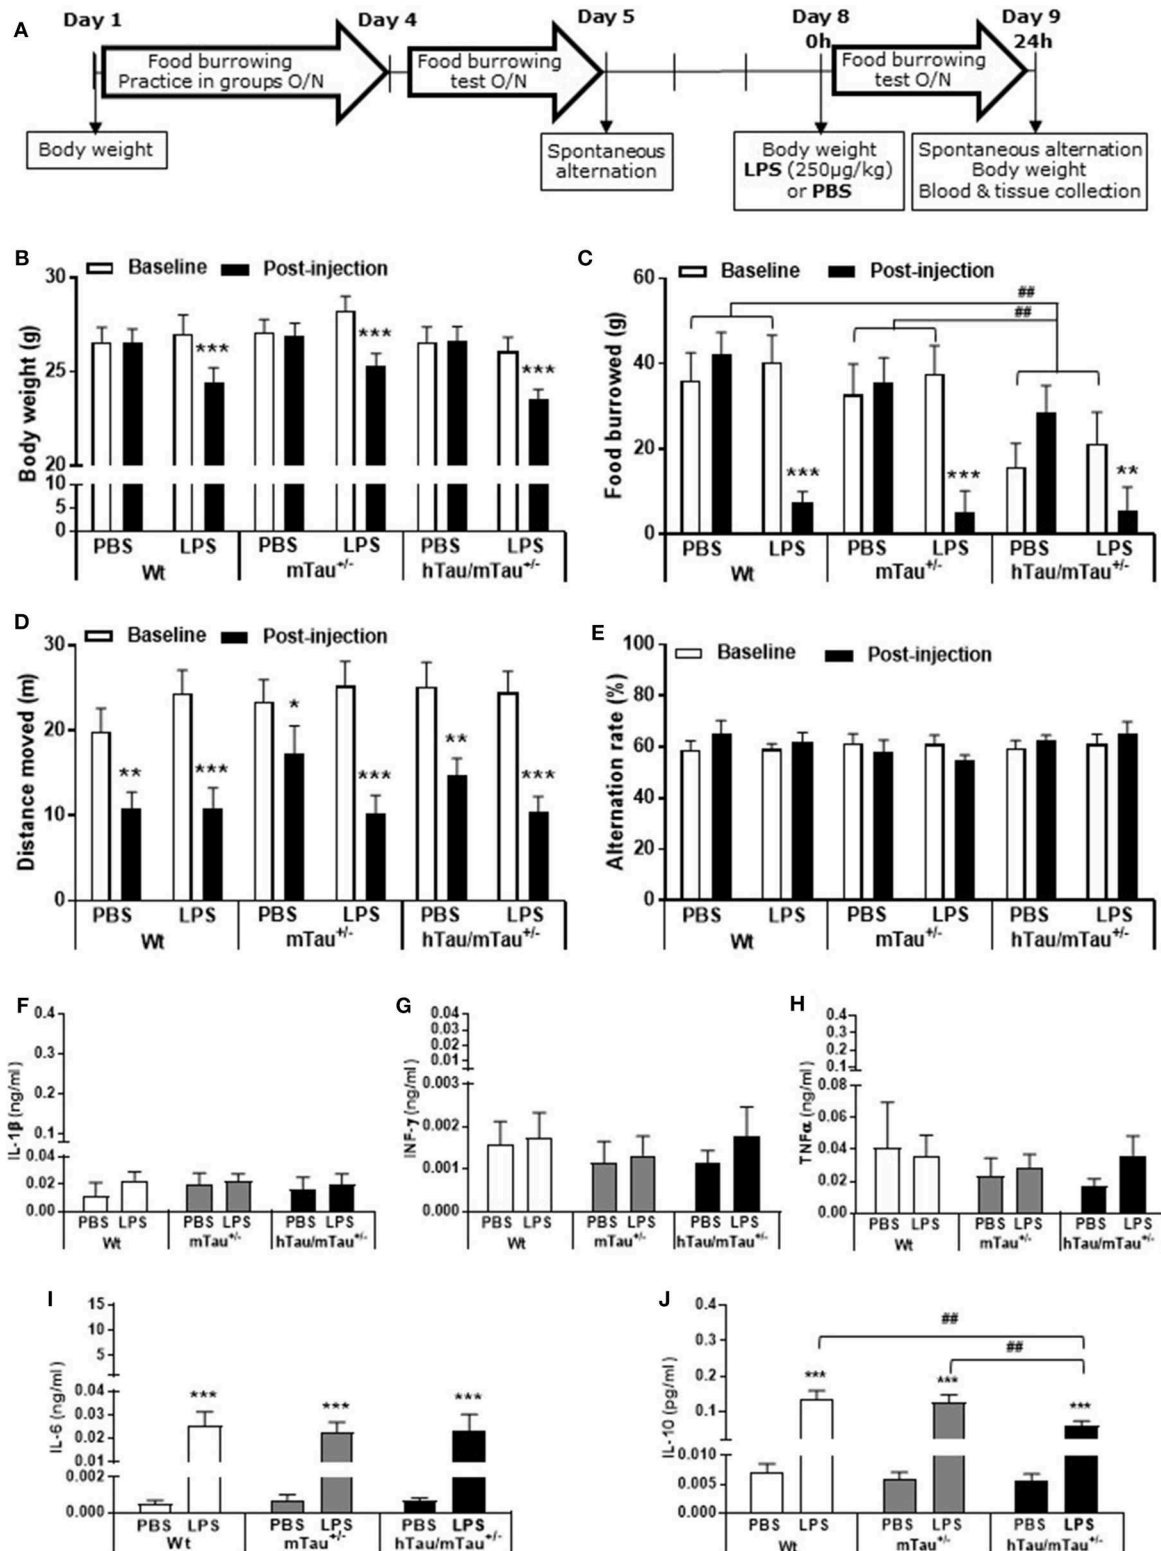 A
Day 1 Day 4 Day 5 Day 8 Day 9
0h 24h
Food burrowing
Practice in groups O/N
Food burrowing
test O/N
Food burrowing
test O/N
Body weight
Spontaneous
alternation
Body weight
LPS (250µg/kg)
or PBS
Spontaneous alternation
Body weight
Blood & tissue collection
B
Baseline Post-injection
Body weight (g)
30
25
20
10
5
0
***
***
***
PBS LPS PBS LPS PBS LPS
Wt mTau+/- hTau/mTau+/-
C
Baseline Post-injection
Food burrowed (g)
60
40
20
0
##
##
***
***
**
PBS LPS PBS LPS PBS LPS
Wt mTau+/- hTau/mTau+/-
D
Baseline Post-injection
Distance moved (m)
30
20
10
0
** *** * *** ** ***
PBS LPS PBS LPS PBS LPS
Wt mTau+/- hTau/mTau+/-
E
Baseline Post-injection
Alternation rate (%)
100
80
60
40
20
0
PBS LPS PBS LPS PBS LPS
Wt mTau+/- hTau/mTau+/-
F
IL-1β (ng/ml)
0.4
0.3
0.2
0.1
0.04
0.02
0.00
PBS LPS PBS LPS PBS LPS
Wt mTau+/- hTau/mTau+/-
G
INF-γ (ng/ml)
0.04
0.03
0.02
0.01
0.003
0.002
0.001
0.000
PBS LPS PBS LPS PBS LPS
Wt mTau+/- hTau/mTau+/-
H
TNFα (ng/ml)
0.4
0.3
0.2
0.1
0.08
0.06
0.04
0.02
0.00
PBS LPS PBS LPS PBS LPS
Wt mTau+/- hTau/mTau+/-
I
IL-6 (ng/ml)
15
10
5
0.04
0.03
0.02
0.01
0.002
0.000
*** *** ***
PBS LPS PBS LPS PBS LPS
Wt mTau+/- hTau/mTau+/-
J
IL-10 (pg/ml)
0.4
0.3
0.2
0.1
0.010
0.005
0.000
##
##
*** *** ***
PBS LPS PBS LPS PBS LPS
Wt mTau+/- hTau/mTau+/-